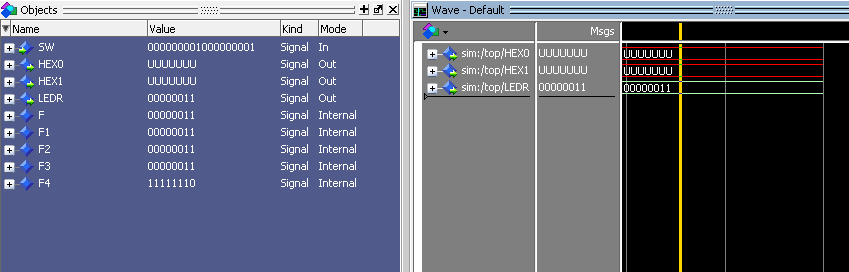 Objects
Name Value Kind Mode
SW 000000001000000001 Signal In
HEX0 UUUUUUU Signal Out
HEX1 UUUUUUU Signal Out
LEDR 00000011 Signal Out
F 00000011 Signal Internal
F1 00000011 Signal Internal
F2 00000011 Signal Internal
F3 00000011 Signal Internal
F4 11111110 Signal Internal
Wave - Default
Msgs
sim:/top/HEX0 UUUUUUU UUUUUUU
sim:/top/HEX1 UUUUUUU UUUUUUU
sim:/top/LEDR 00000011 00000011